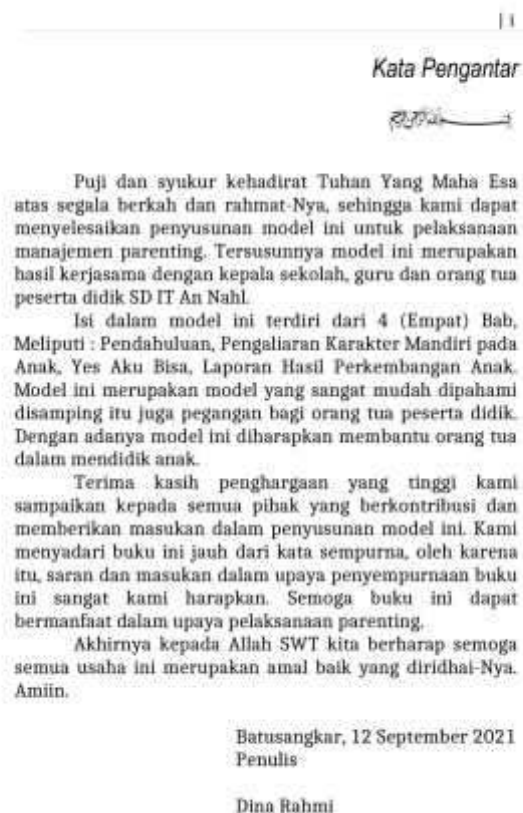 | i
Kata Pengantar
Puji dan syukur kehadirat Tuhan Yang Maha Esa
atas segala berkah dan rahmat-Nya, sehingga kami dapat
menyelesaikan penyusunan model ini untuk pelaksanaan
manajemen parenting. Tersusunnya model ini merupakan
hasil kerjasama dengan kepala sekolah, guru dan orang tua
peserta didik SD IT An Nahl.
Isi dalam model ini terdiri dari 4 (Empat) Bab,
Meliputi : Pendahuluan, Pengaliaran Karakter Mandiri pada
Anak, Yes Aku Bisa, Laporan Hasil Perkembangan Anak.
Model ini merupakan model yang sangat mudah dipahami
disamping itu juga pegangan bagi orang tua peserta didik.
Dengan adanya model ini diharapkan membantu orang tua
dalam mendidik anak.
Terima kasih penghargaan yang tinggi kami
sampaikan kepada semua pihak yang berkontribusi dan
memberikan masukan dalam penyusunan model ini. Kami
menyadari buku ini jauh dari kata sempurna, oleh karena
itu, saran dan masukan dalam upaya penyempurnaan buku
ini sangat kami harapkan. Semoga buku ini dapat
bermanfaat dalam upaya pelaksanaan parenting.
Akhirnya kepada Allah SWT kita berharap semoga
semua usaha ini merupakan amal baik yang diridhai-Nya.
Amiin.
Batusangkar, 12 September 2021
Penulis
Dina Rahmi